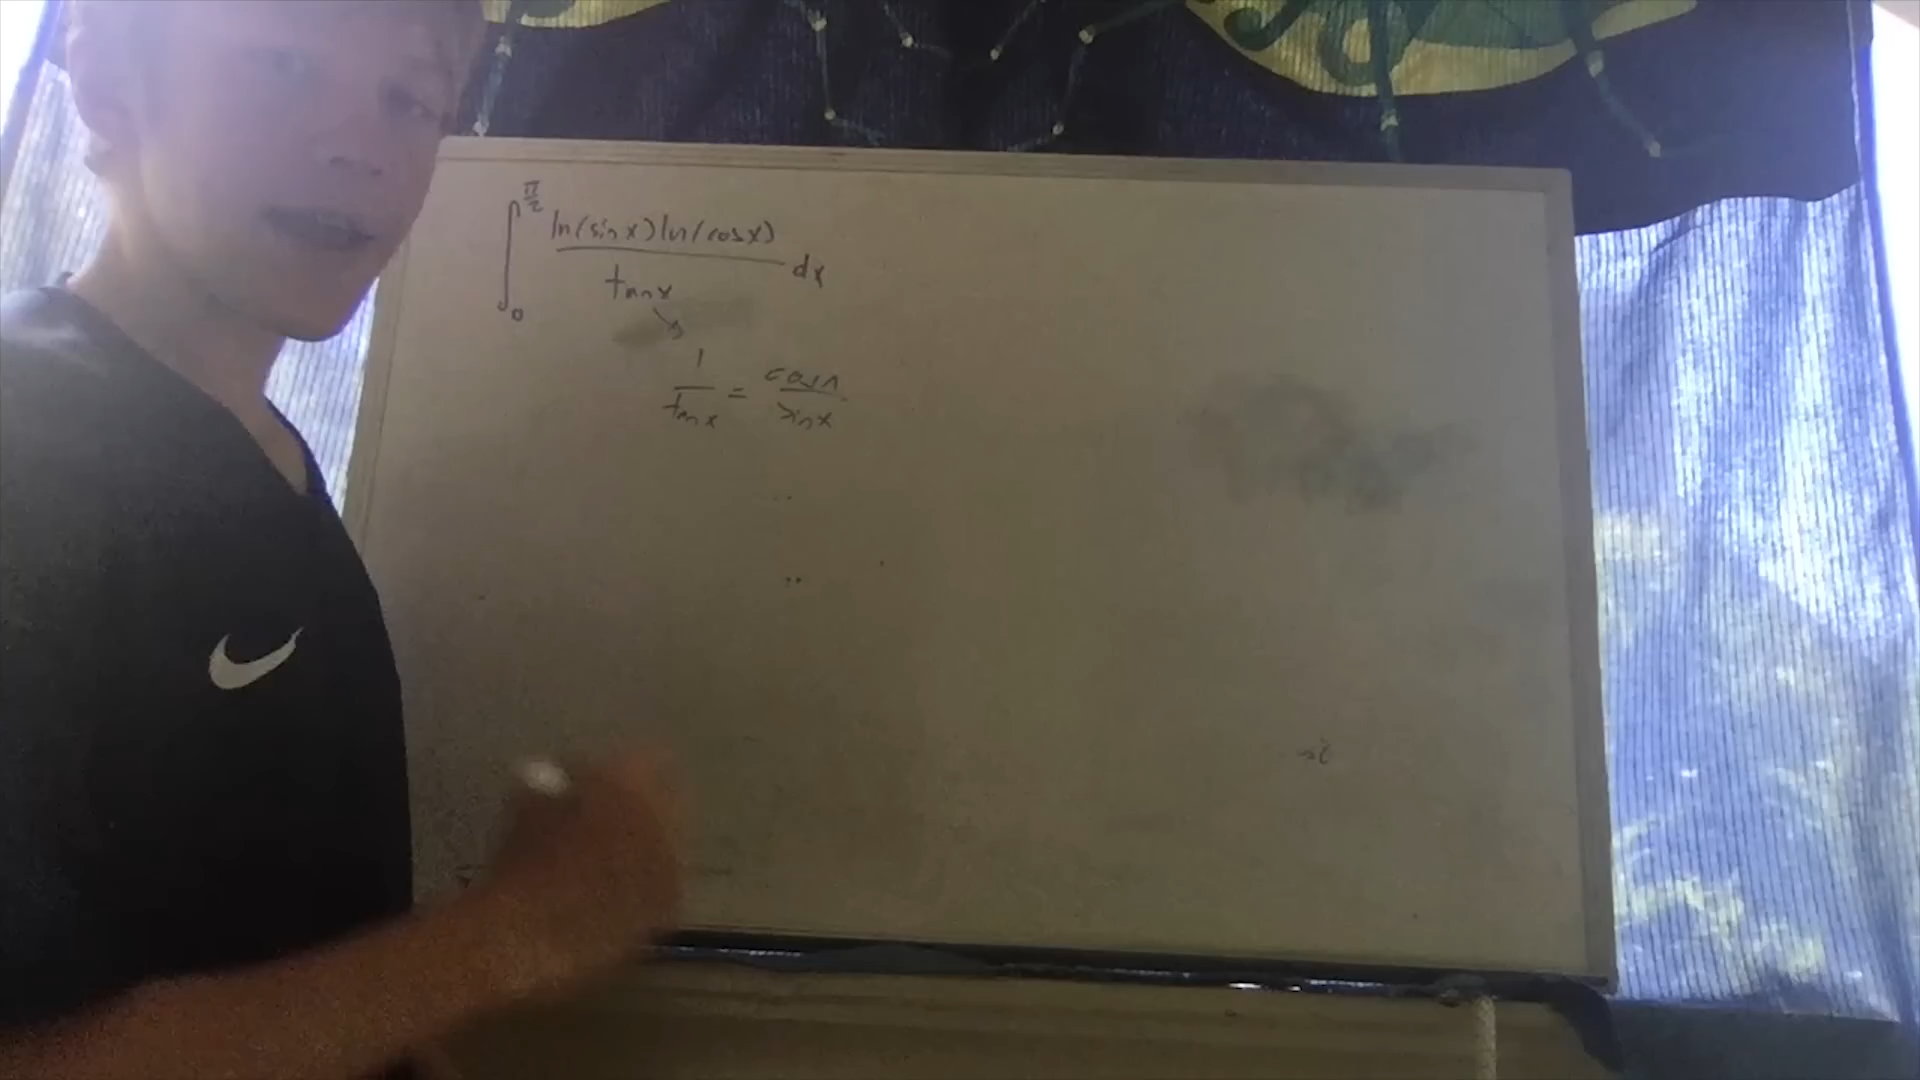 ∫₀^{π/2} ln(sin x) ln(cos x) / tan x dx
1 / tan x = cos x / sin x